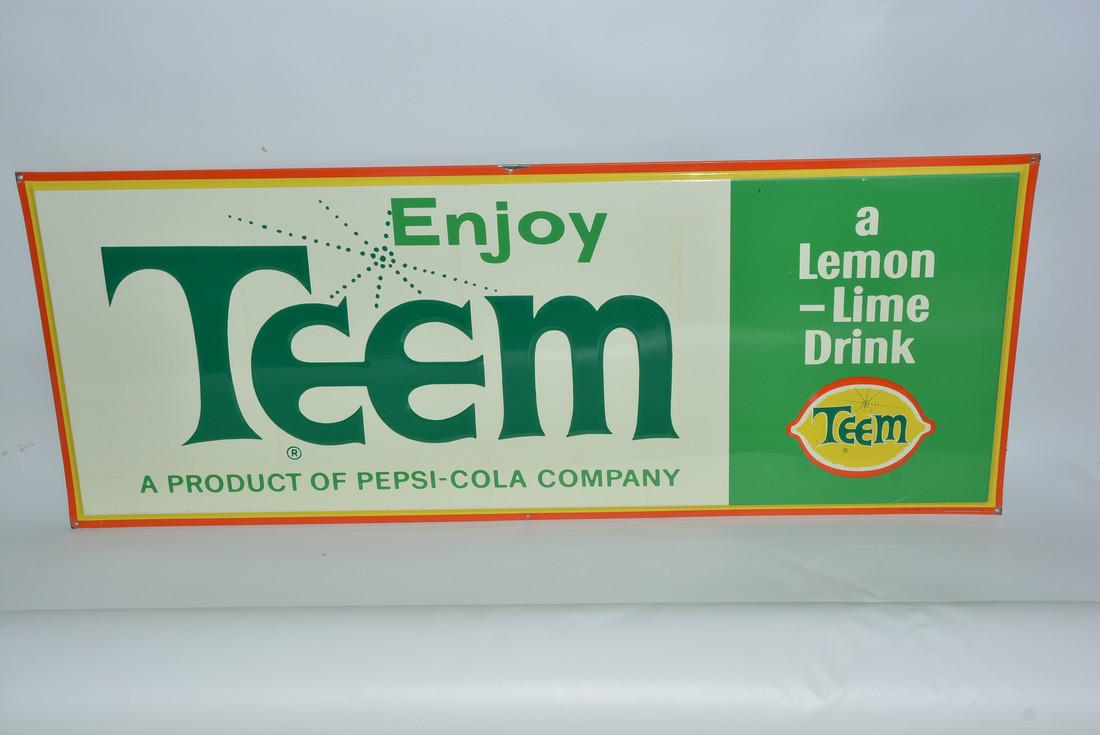 Enjoy
Teem
®
A PRODUCT OF PEPSI-COLA COMPANY
a
Lemon
–Lime
Drink
Teem
®